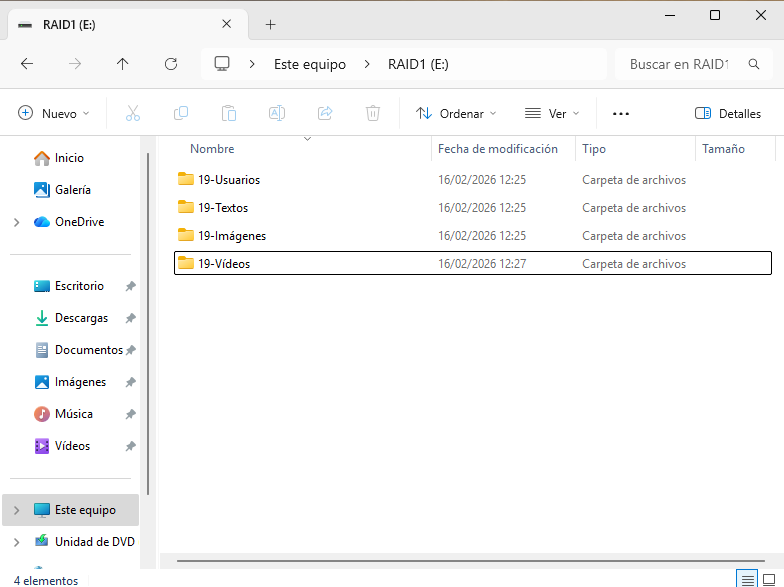 RAID1 (E:)
Este equipo > RAID1 (E:)
Buscar en RAID1
Nuevo
Ordenar
Ver
Detalles
Nombre Fecha de modificación Tipo Tamaño
19-Usuarios 16/02/2026 12:25 Carpeta de archivos
19-Textos 16/02/2026 12:25 Carpeta de archivos
19-Imágenes 16/02/2026 12:25 Carpeta de archivos
19-Vídeos 16/02/2026 12:27 Carpeta de archivos
Inicio
Galería
OneDrive
Escritorio
Descargas
Documentos
Imágenes
Música
Vídeos
Este equipo
Unidad de DVD
4 elementos